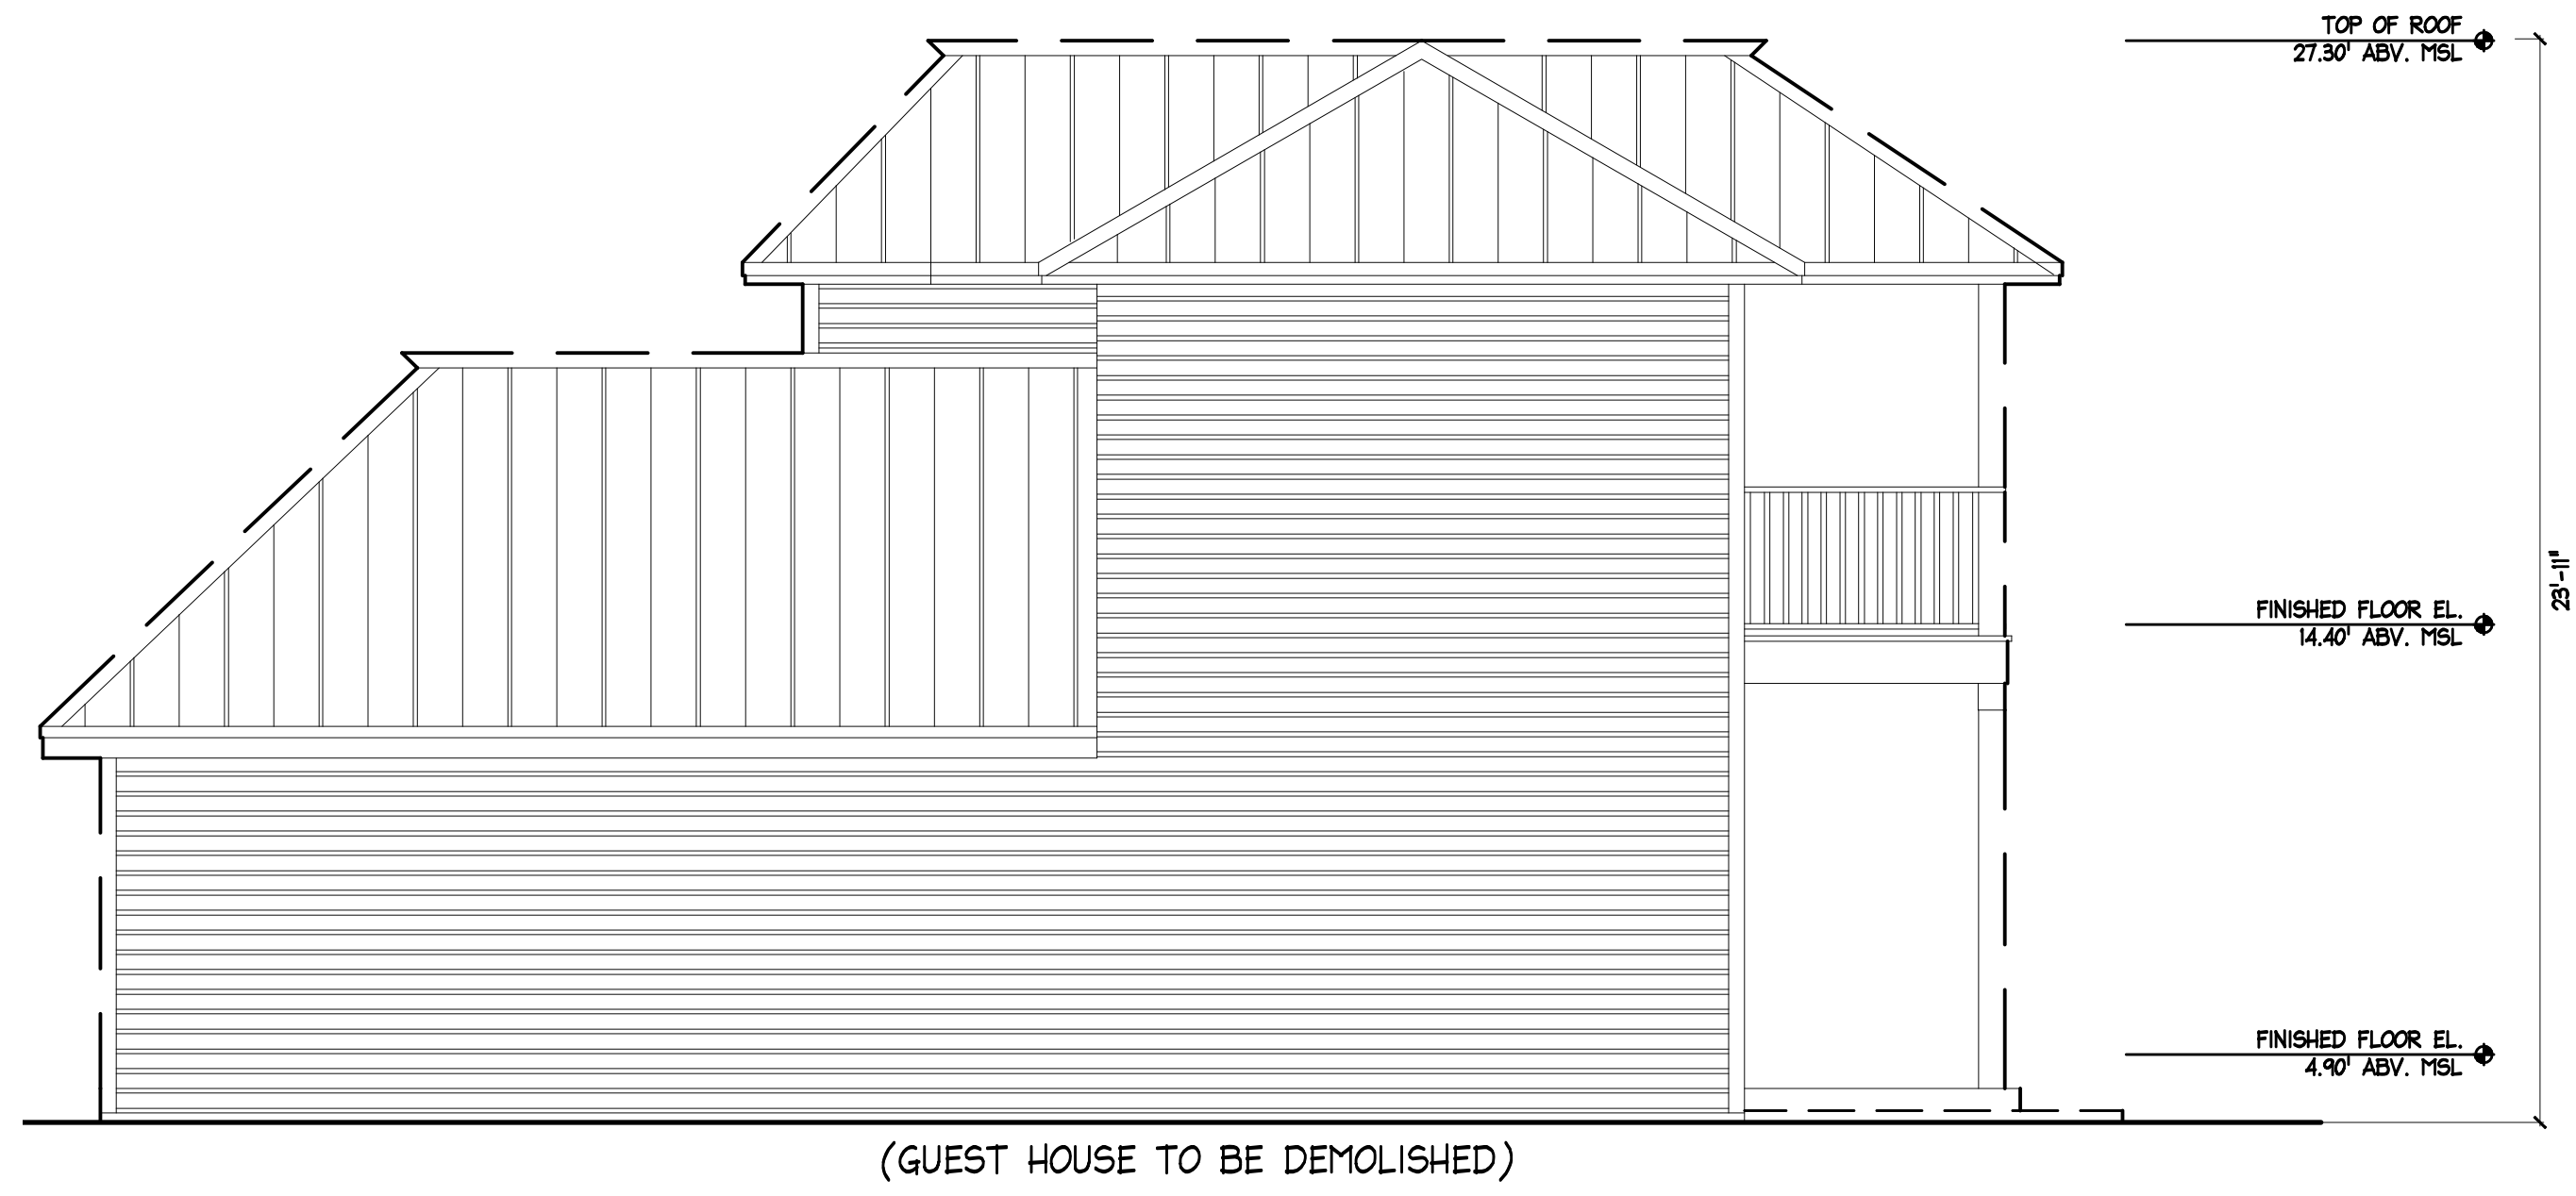 TOP OF ROOF
27.30' ABV. MSL
23'-11"
FINISHED FLOOR EL.
14.40' ABV. MSL
FINISHED FLOOR EL.
4.90' ABV. MSL
(GUEST HOUSE TO BE DEMOLISHED)